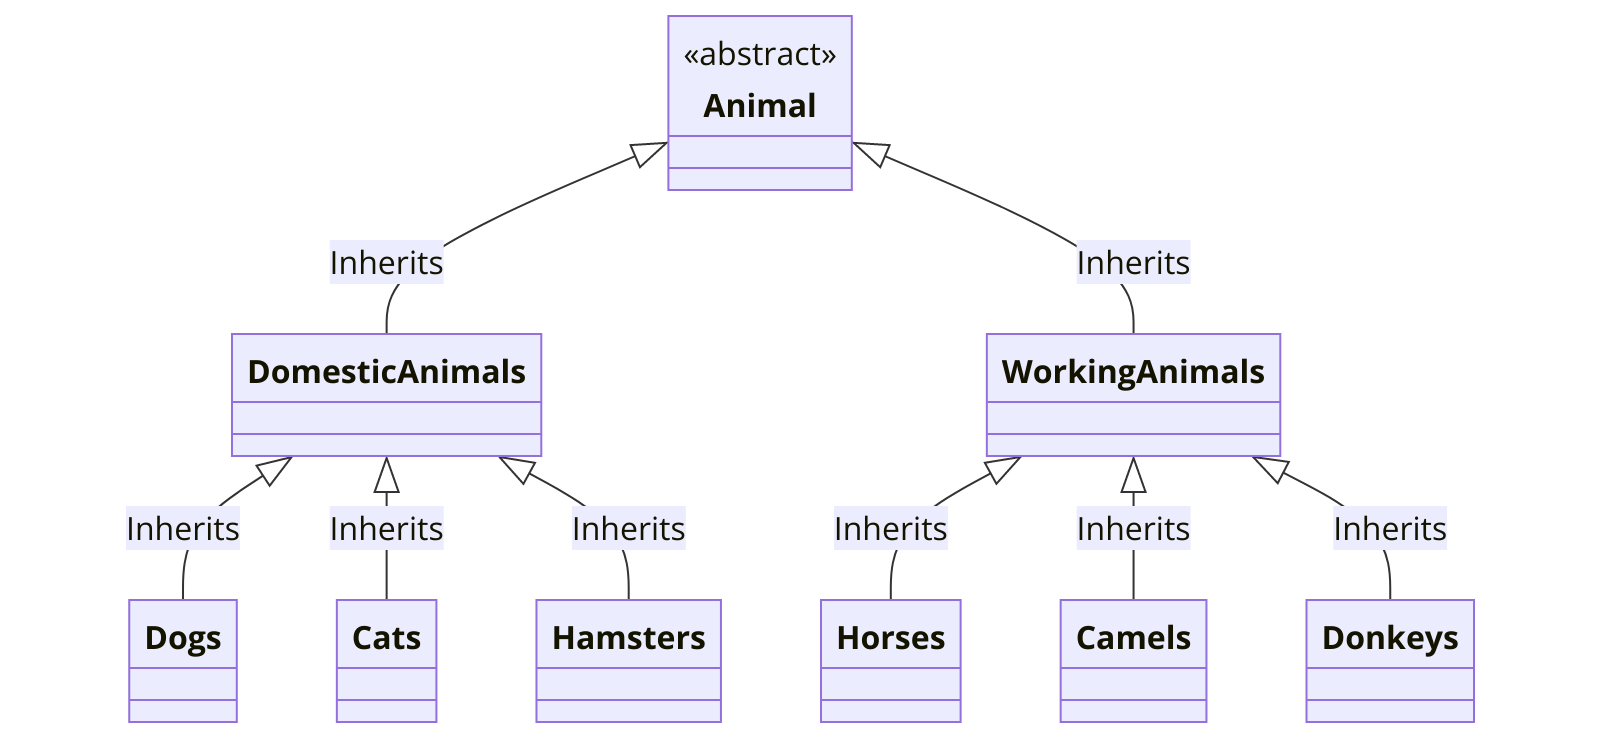 «abstract»
Animal
Inherits
Inherits
DomesticAnimals
WorkingAnimals
Inherits
Inherits
Inherits
Inherits
Inherits
Inherits
Dogs
Cats
Hamsters
Horses
Camels
Donkeys